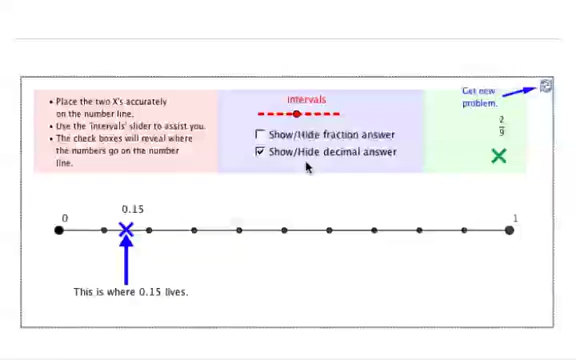 • Place the two X's accurately
on the number line.
• Use the 'intervals' slider to assist you.
• The check boxes will reveal where
the numbers go on the number
line.
intervals
Show/Hide fraction answer
Show/Hide decimal answer
Get new
problem.
2
9
0.15
0
1
This is where 0.15 lives.